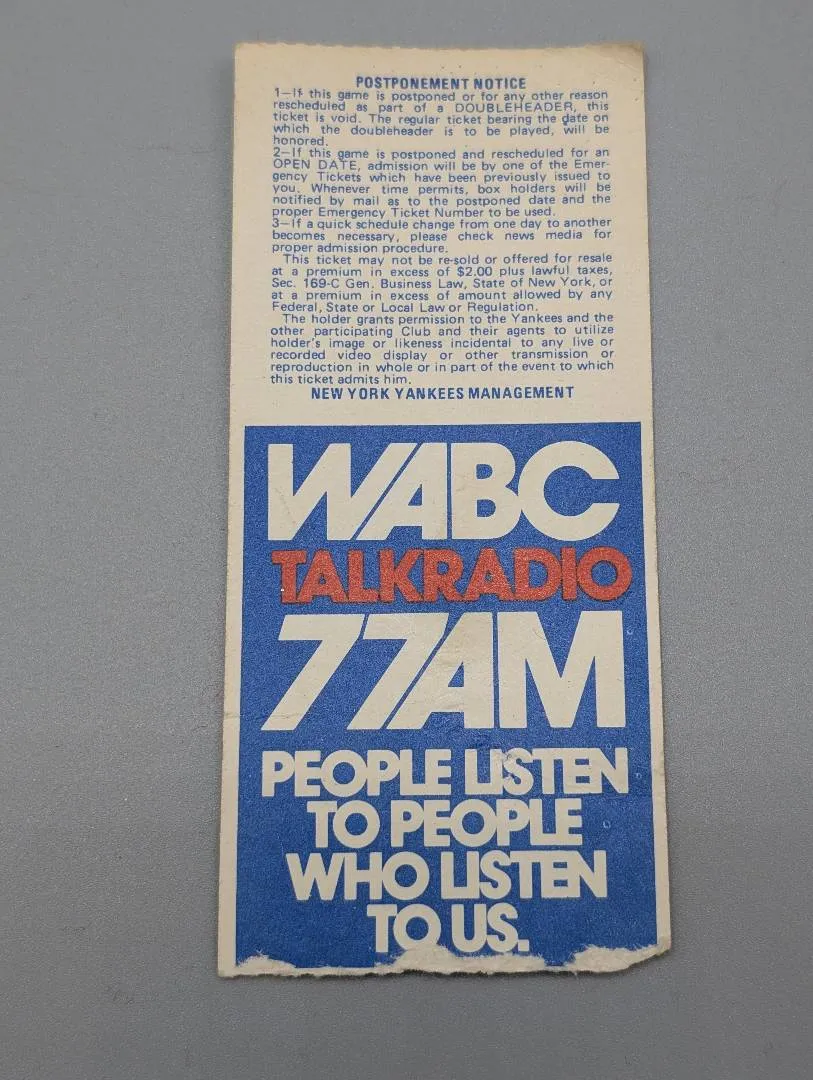 POSTPONEMENT NOTICE
1—If this game is postponed or for any other reason
rescheduled as part of a DOUBLEHEADER, this
ticket is void. The regular ticket bearing the date on
which the doubleheader is to be played, will be
honored.
2—If this game is postponed and rescheduled for an
OPEN DATE, admission will be by one of the Emer-
gency Tickets which have been previously issued to
you. Whenever time permits, box holders will be
notified by mail as to the postponed date and the
proper Emergency Ticket Number to be used.
3—If a quick schedule change from one day to another
becomes necessary, please check news media for
proper admission procedure.
This ticket may not be re-sold or offered for resale
at a premium in excess of $2.00 plus lawful taxes,
Sec. 169-C Gen. Business Law, State of New York, or
at a premium in excess of amount allowed by any
Federal, State or Local Law or Regulation.
The holder grants permission to the Yankees and the
other participating Club and their agents to utilize
holder's image or likeness incidental to any live or
recorded video display or other transmission or
reproduction in whole or in part of the event to which
this ticket admits him.
NEW YORK YANKEES MANAGEMENT
WABC
TALKRADIO
77AM
PEOPLE LISTEN
TO PEOPLE
WHO LISTEN
TO US.